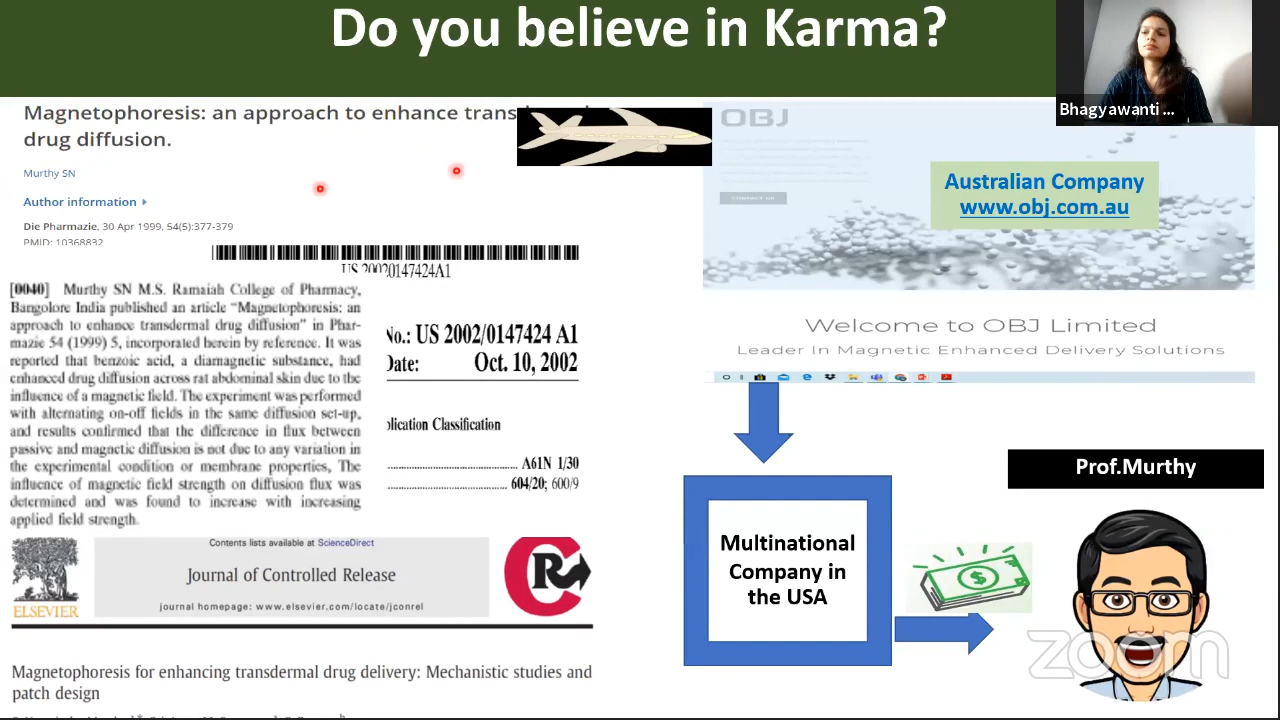 Do you believe in Karma?
Bhagyawanti ...
Magnetophoresis: an approach to enhance trans
drug diffusion.
Murthy SN
Author information
Die Pharmazie, 30 Apr 1999, 54(5):377-379
PMID: 10368832
US 20020147424A1
[0040] Murthy SN M.S. Ramaiah College of Pharmacy,
Bangolore India published an article "Magnetophoresis: an
approach to enhance transdermal drug diffusion" in Phar-
mazie 54 (1999) 5, incorporated herein by reference. It was
reported that benzoic acid, a diamagnetic substance, had
enhanced drug diffusion across rat abdominal skin due to the
influence of a magnetic field. The experiment was performed
with alternating on-off fields in the same diffusion set-up,
and results confirmed that the difference in flux between
passive and magnetic diffusion is not due to any variation in
the experimental condition or membrane properties, The
influence of magnetic field strength on diffusion flux was
determined and was found to increase with increasing
applied field strength.
No.: US 2002/0147424 A1
Date: Oct. 10, 2002
plication Classification
A61N 1/30
604/20; 600/9
OBJ
Australian Company
www.obj.com.au
Welcome to OBJ Limited
Leader In Magnetic Enhanced Delivery Solutions
Multinational
Company in
the USA
Prof.Murthy
zoom
ELSEVIER
Contents lists available at ScienceDirect
Journal of Controlled Release
journal homepage: www.elsevier.com/locate/jconrel
Magnetophoresis for enhancing transdermal drug delivery: Mechanistic studies and
patch design